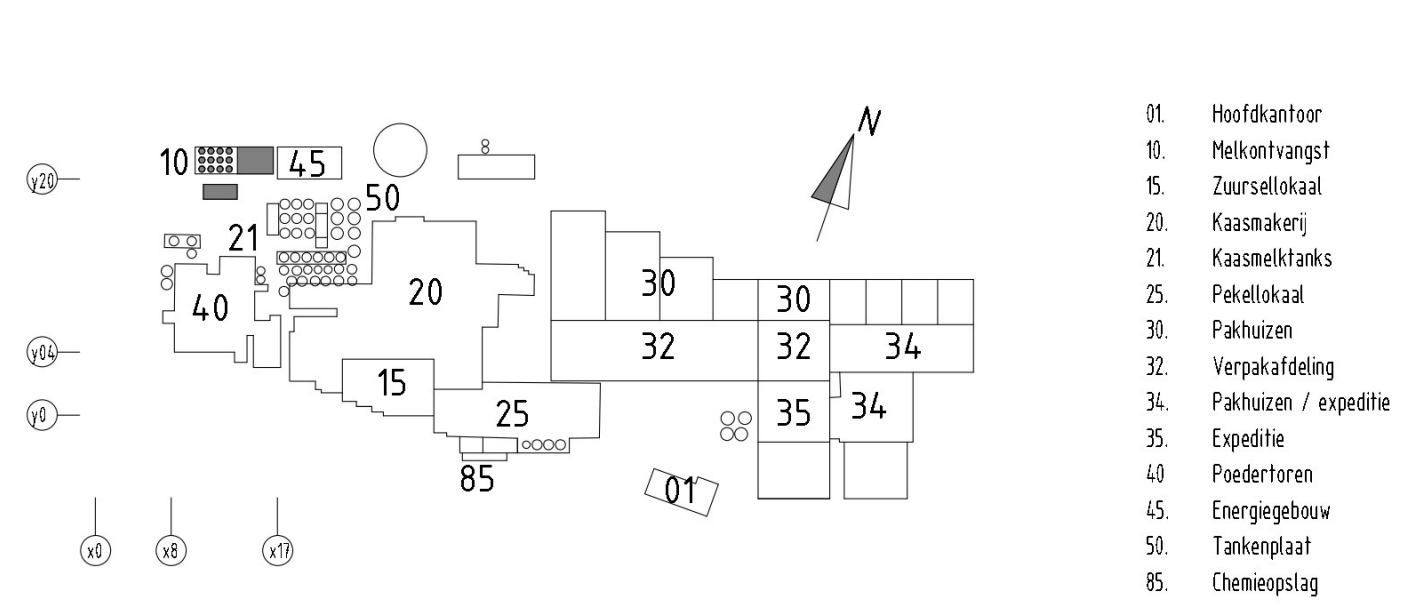 N
10
45
y20
50
21
20
40
30
30
32
32
34
y04
15
25
35
34
y0
85
01
x0
x8
x17
01. Hoofdkantoor
10. Melkontvangst
15. Zuursellokaal
20. Kaasmakerij
21. Kaasmelktanks
25. Pekellokaal
30. Pakhuizen
32. Verpakafdeling
34. Pakhuizen / expeditie
35. Expeditie
40 Poedertoren
45. Energiegebouw
50. Tankenplaat
85. Chemieopslag